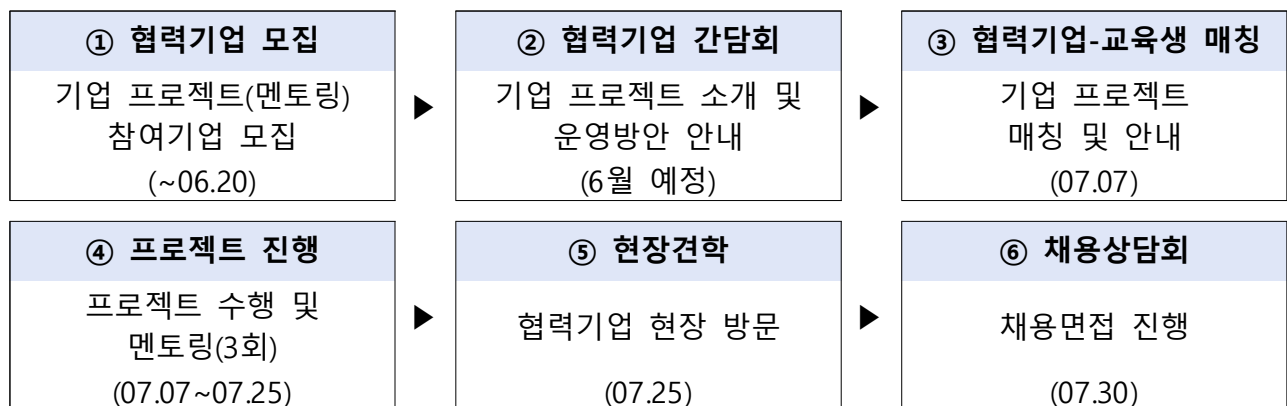 ① 협력기업 모집
기업 프로젝트(멘토링)
참여기업 모집
(~06.20)
▶
② 협력기업 간담회
기업 프로젝트 소개 및
운영방안 안내
(6월 예정)
▶
③ 협력기업-교육생 매칭
기업 프로젝트
매칭 및 안내
(07.07)
④ 프로젝트 진행
프로젝트 수행 및
멘토링(3회)
(07.07~07.25)
▶
⑤ 현장견학
협력기업 현장 방문
(07.25)
▶
⑥ 채용상담회
채용면접 진행
(07.30)